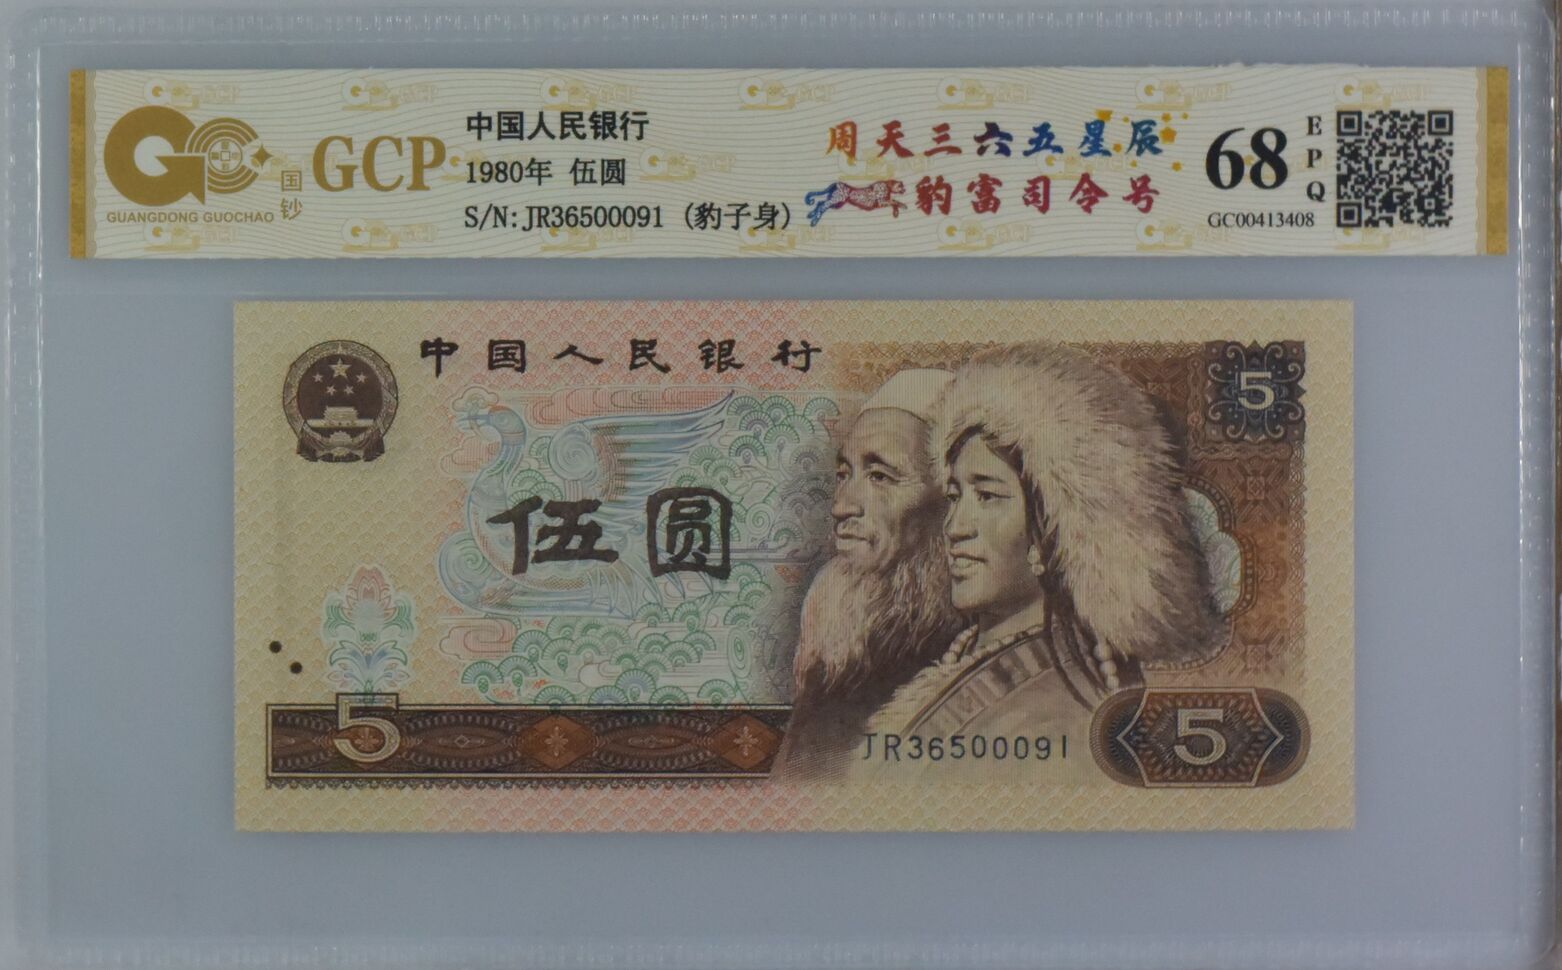 GCP
国钞
GUANGDONG GUOCHAO
中国人民银行
1980年 伍圆
S/N:JR36500091 (豹子身)
周天三六五星辰
豹富司令号
68
EPQ
GC00413408
中国人民银行
5
伍圆
5
JR36500091
5